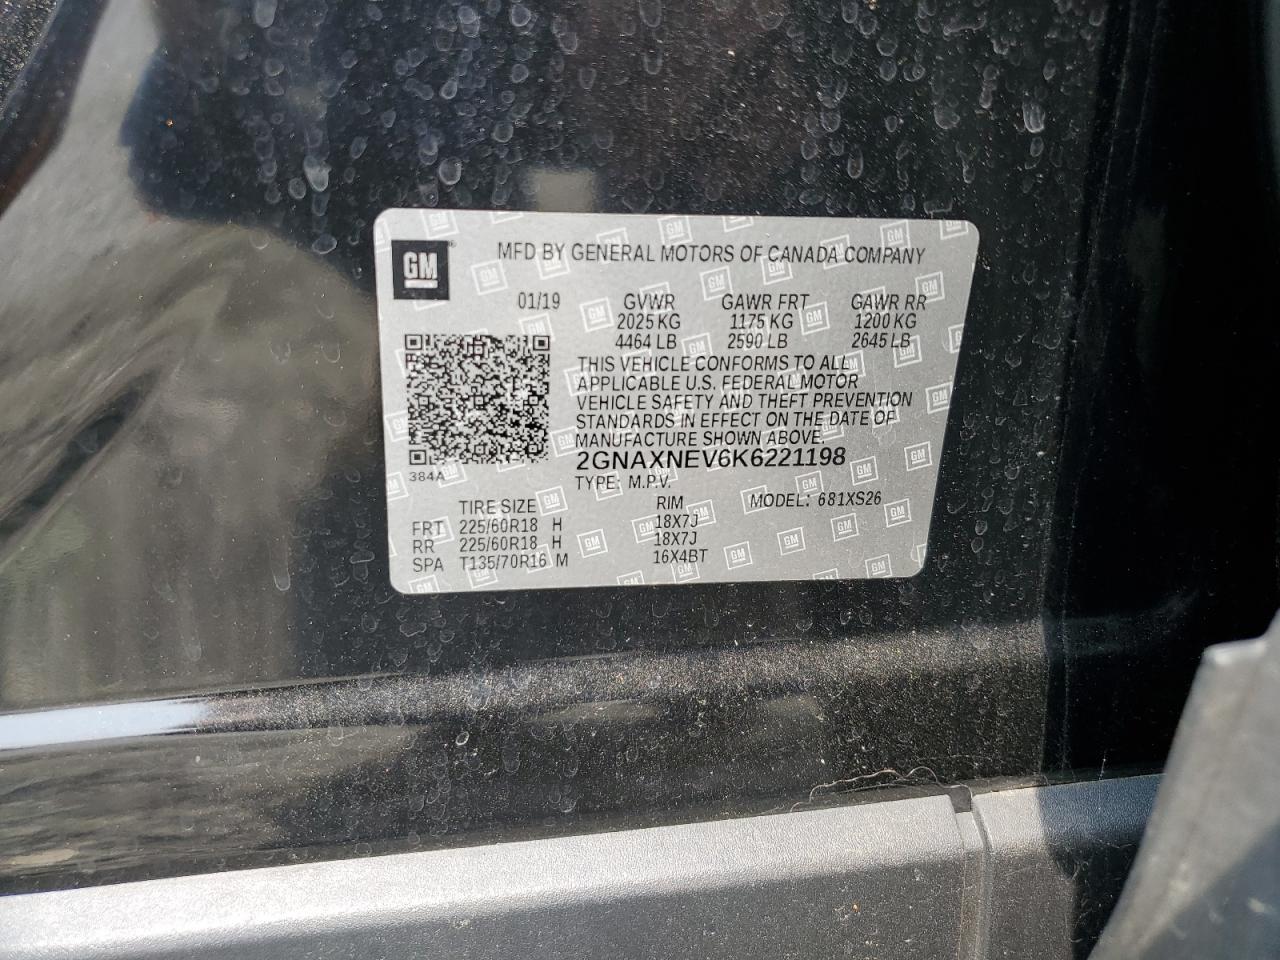 MFD BY GENERAL MOTORS OF CANADA COMPANY
GM
01/19 GVWR GAWR FRT GAWR RR
2025 KG 1175 KG 1200 KG
4464 LB 2590 LB 2645 LB
THIS VEHICLE CONFORMS TO ALL
APPLICABLE U.S. FEDERAL MOTOR
VEHICLE SAFETY AND THEFT PREVENTION
STANDARDS IN EFFECT ON THE DATE OF
MANUFACTURE SHOWN ABOVE.
2GNAXNEV6K6221198
384A
TYPE: M.P.V.
TIRE SIZE RIM MODEL: 681XS26
FRT 225/60R18 H 18X7J
RR 225/60R18 H 18X7J
SPA T135/70R16 M 16X4BT